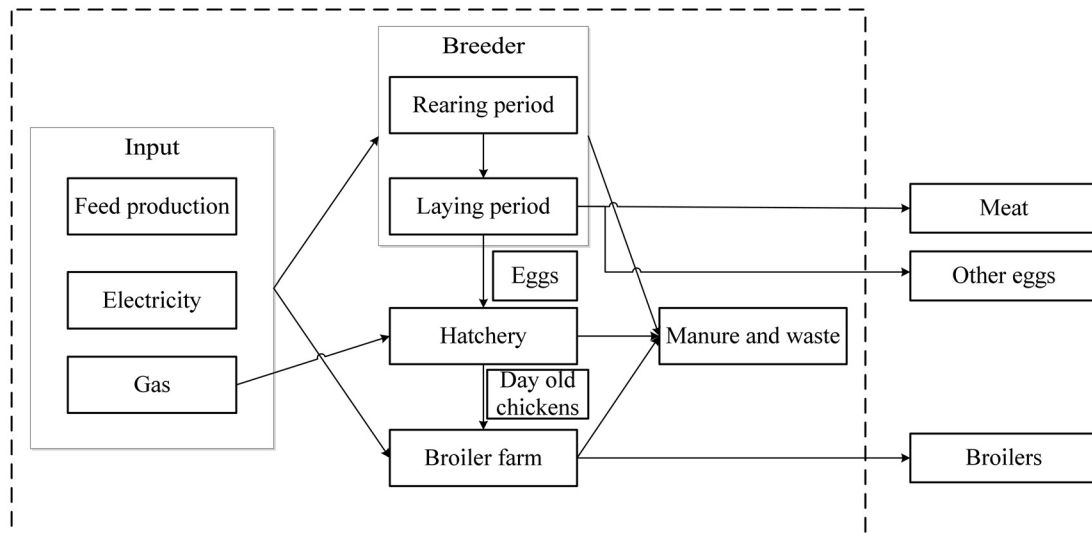 Breeder
Rearing period
Input
Feed production
Laying period
Meat
Eggs
Other eggs
Electricity
Hatchery
Manure and waste
Gas
Day old
chickens
Broiler farm
Broilers